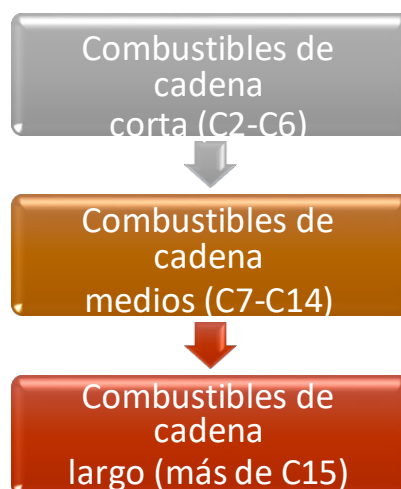 Combustibles de
cadena
corta (C2-C6)
Combustibles de
cadena
medios (C7-C14)
Combustibles de
cadena
largo (más de C15)